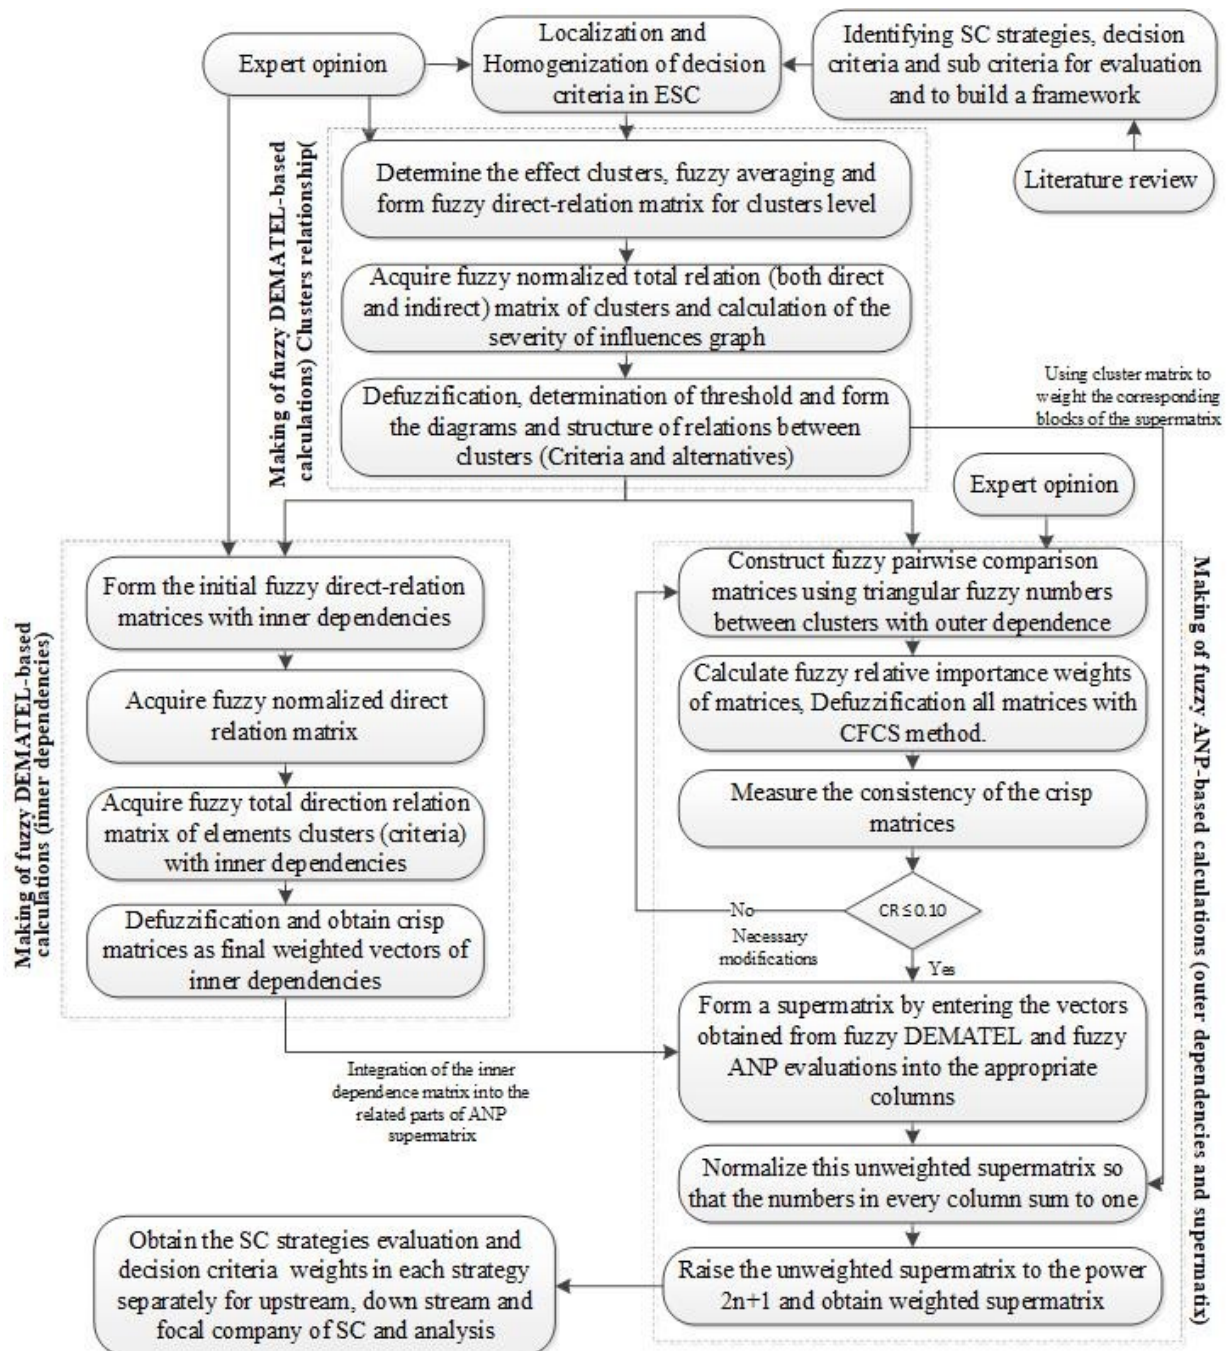 Expert opinion
Localization and
Homogenization of decision
criteria in ESC
Identifying SC strategies, decision
criteria and sub criteria for evaluation
and to build a framework
Literature review
Making of fuzzy DEMATEL-based
calculations) Clusters relationship(
Determine the effect clusters, fuzzy averaging and
form fuzzy direct-relation matrix for clusters level
Acquire fuzzy normalized total relation (both direct
and indirect) matrix of clusters and calculation of the
severity of influences graph
Defuzzification, determination of threshold and form
the diagrams and structure of relations between
clusters (Criteria and alternatives)
Using cluster matrix to
weight the corresponding
blocks of the supermatrix
Expert opinion
Making of fuzzy DEMATEL-based
calculations (inner dependencies)
Form the initial fuzzy direct-relation
matrices with inner dependencies
Acquire fuzzy normalized direct
relation matrix
Acquire fuzzy total direction relation
matrix of elements clusters (criteria)
with inner dependencies
Defuzzification and obtain crisp
matrices as final weighted vectors of
inner dependencies
Integration of the inner
dependence matrix into the
related parts of ANP
supermatrix
Construct fuzzy pairwise comparison
matrices using triangular fuzzy numbers
between clusters with outer dependence
Calculate fuzzy relative importance weights
of matrices, Defuzzification all matrices with
CFCS method.
Measure the consistency of the crisp
matrices
CR ≤ 0.10
No
Necessary
modifications
Yes
Form a supermatrix by entering the vectors
obtained from fuzzy DEMATEL and fuzzy
ANP evaluations into the appropriate
columns
Normalize this unweighted supermatrix so
that the numbers in every column sum to one
Raise the unweighted supermatrix to the power
2n+1 and obtain weighted supermatrix
Making of fuzzy ANP-based calculations (outer dependencies and supermatix)
Obtain the SC strategies evaluation and
decision criteria weights in each strategy
separately for upstream, down stream and
focal company of SC and analysis